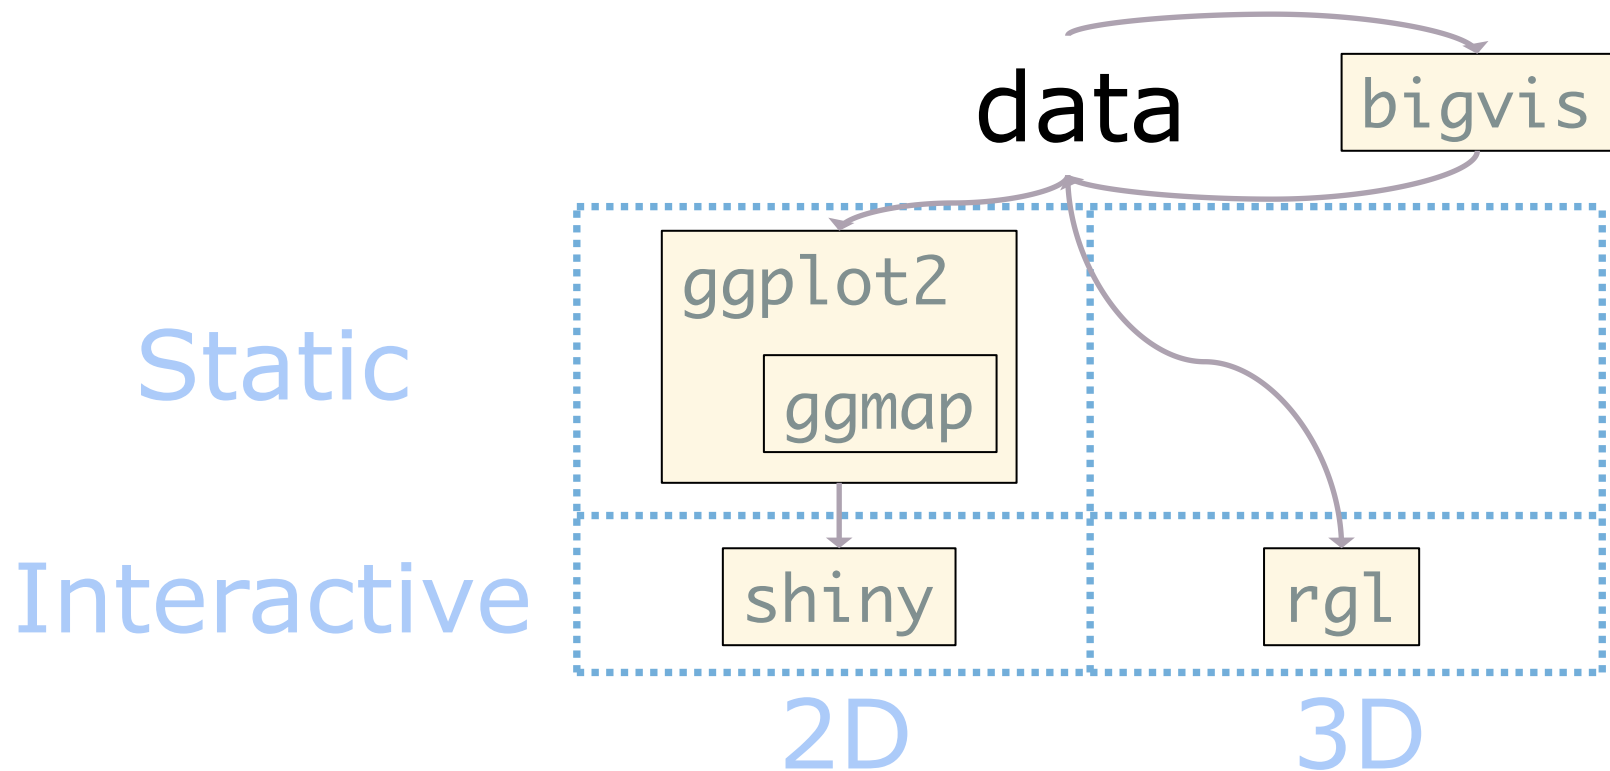 data
bigvis
ggplot2
Static
ggmap
Interactive
shiny
rgl
2D
3D